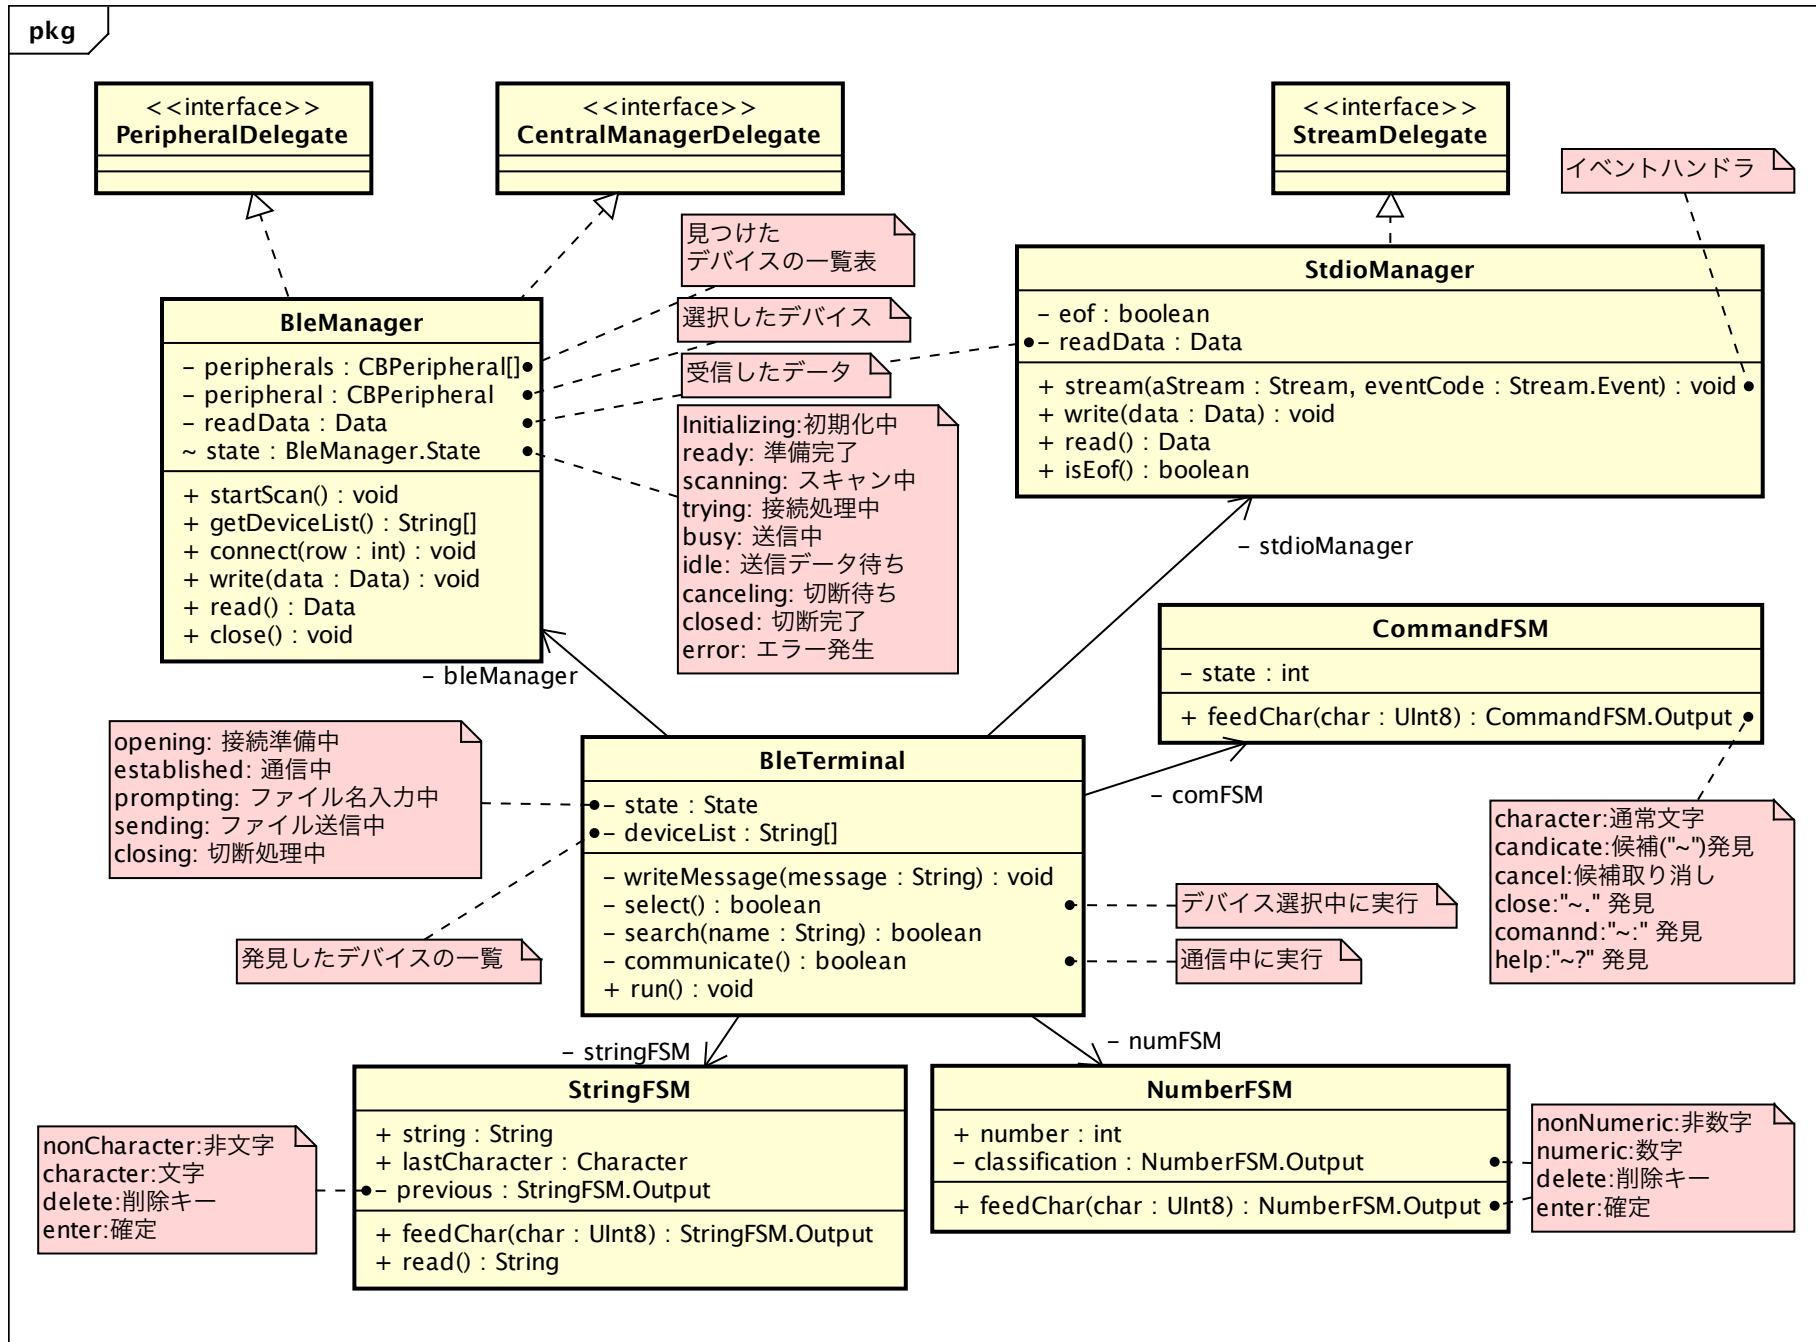 pkg
<<interface>>
PeripheralDelegate
<<interface>>
CentralManagerDelegate
<<interface>>
StreamDelegate
イベントハンドラ
見つけた
デバイスの一覧表
選択したデバイス
受信したデータ
BleManager
- peripherals : CBPeripheral[]
- peripheral : CBPeripheral
- readData : Data
~ state : BleManager.State
+ startScan() : void
+ getDeviceList() : String[]
+ connect(row : int) : void
+ write(data : Data) : void
+ read() : Data
+ close() : void
Initializing:初期化中
ready: 準備完了
scanning: スキャン中
trying: 接続処理中
busy: 送信中
idle: 送信データ待ち
canceling: 切断待ち
closed: 切断完了
error: エラー発生
StdioManager
- eof : boolean
- readData : Data
+ stream(aStream : Stream, eventCode : Stream.Event) : void
+ write(data : Data) : void
+ read() : Data
+ isEof() : boolean
- stdioManager
- bleManager
CommandFSM
- state : int
+ feedChar(char : UInt8) : CommandFSM.Output
- comFSM
opening: 接続準備中
established: 通信中
prompting: ファイル名入力中
sending: ファイル送信中
closing: 切断処理中
BleTerminal
- state : State
- deviceList : String[]
- writeMessage(message : String) : void
- select() : boolean
- search(name : String) : boolean
- communicate() : boolean
+ run() : void
デバイス選択中に実行
通信中に実行
発見したデバイスの一覧
character:通常文字
candicate:候補("~")発見
cancel:候補取り消し
close:"~." 発見
comannd:"~:" 発見
help:"~?" 発見
- stringFSM
- numFSM
StringFSM
+ string : String
+ lastCharacter : Character
- previous : StringFSM.Output
+ feedChar(char : UInt8) : StringFSM.Output
+ read() : String
nonCharacter:非文字
character:文字
delete:削除キー
enter:確定
NumberFSM
+ number : int
- classification : NumberFSM.Output
+ feedChar(char : UInt8) : NumberFSM.Output
nonNumeric:非数字
numeric:数字
delete:削除キー
enter:確定